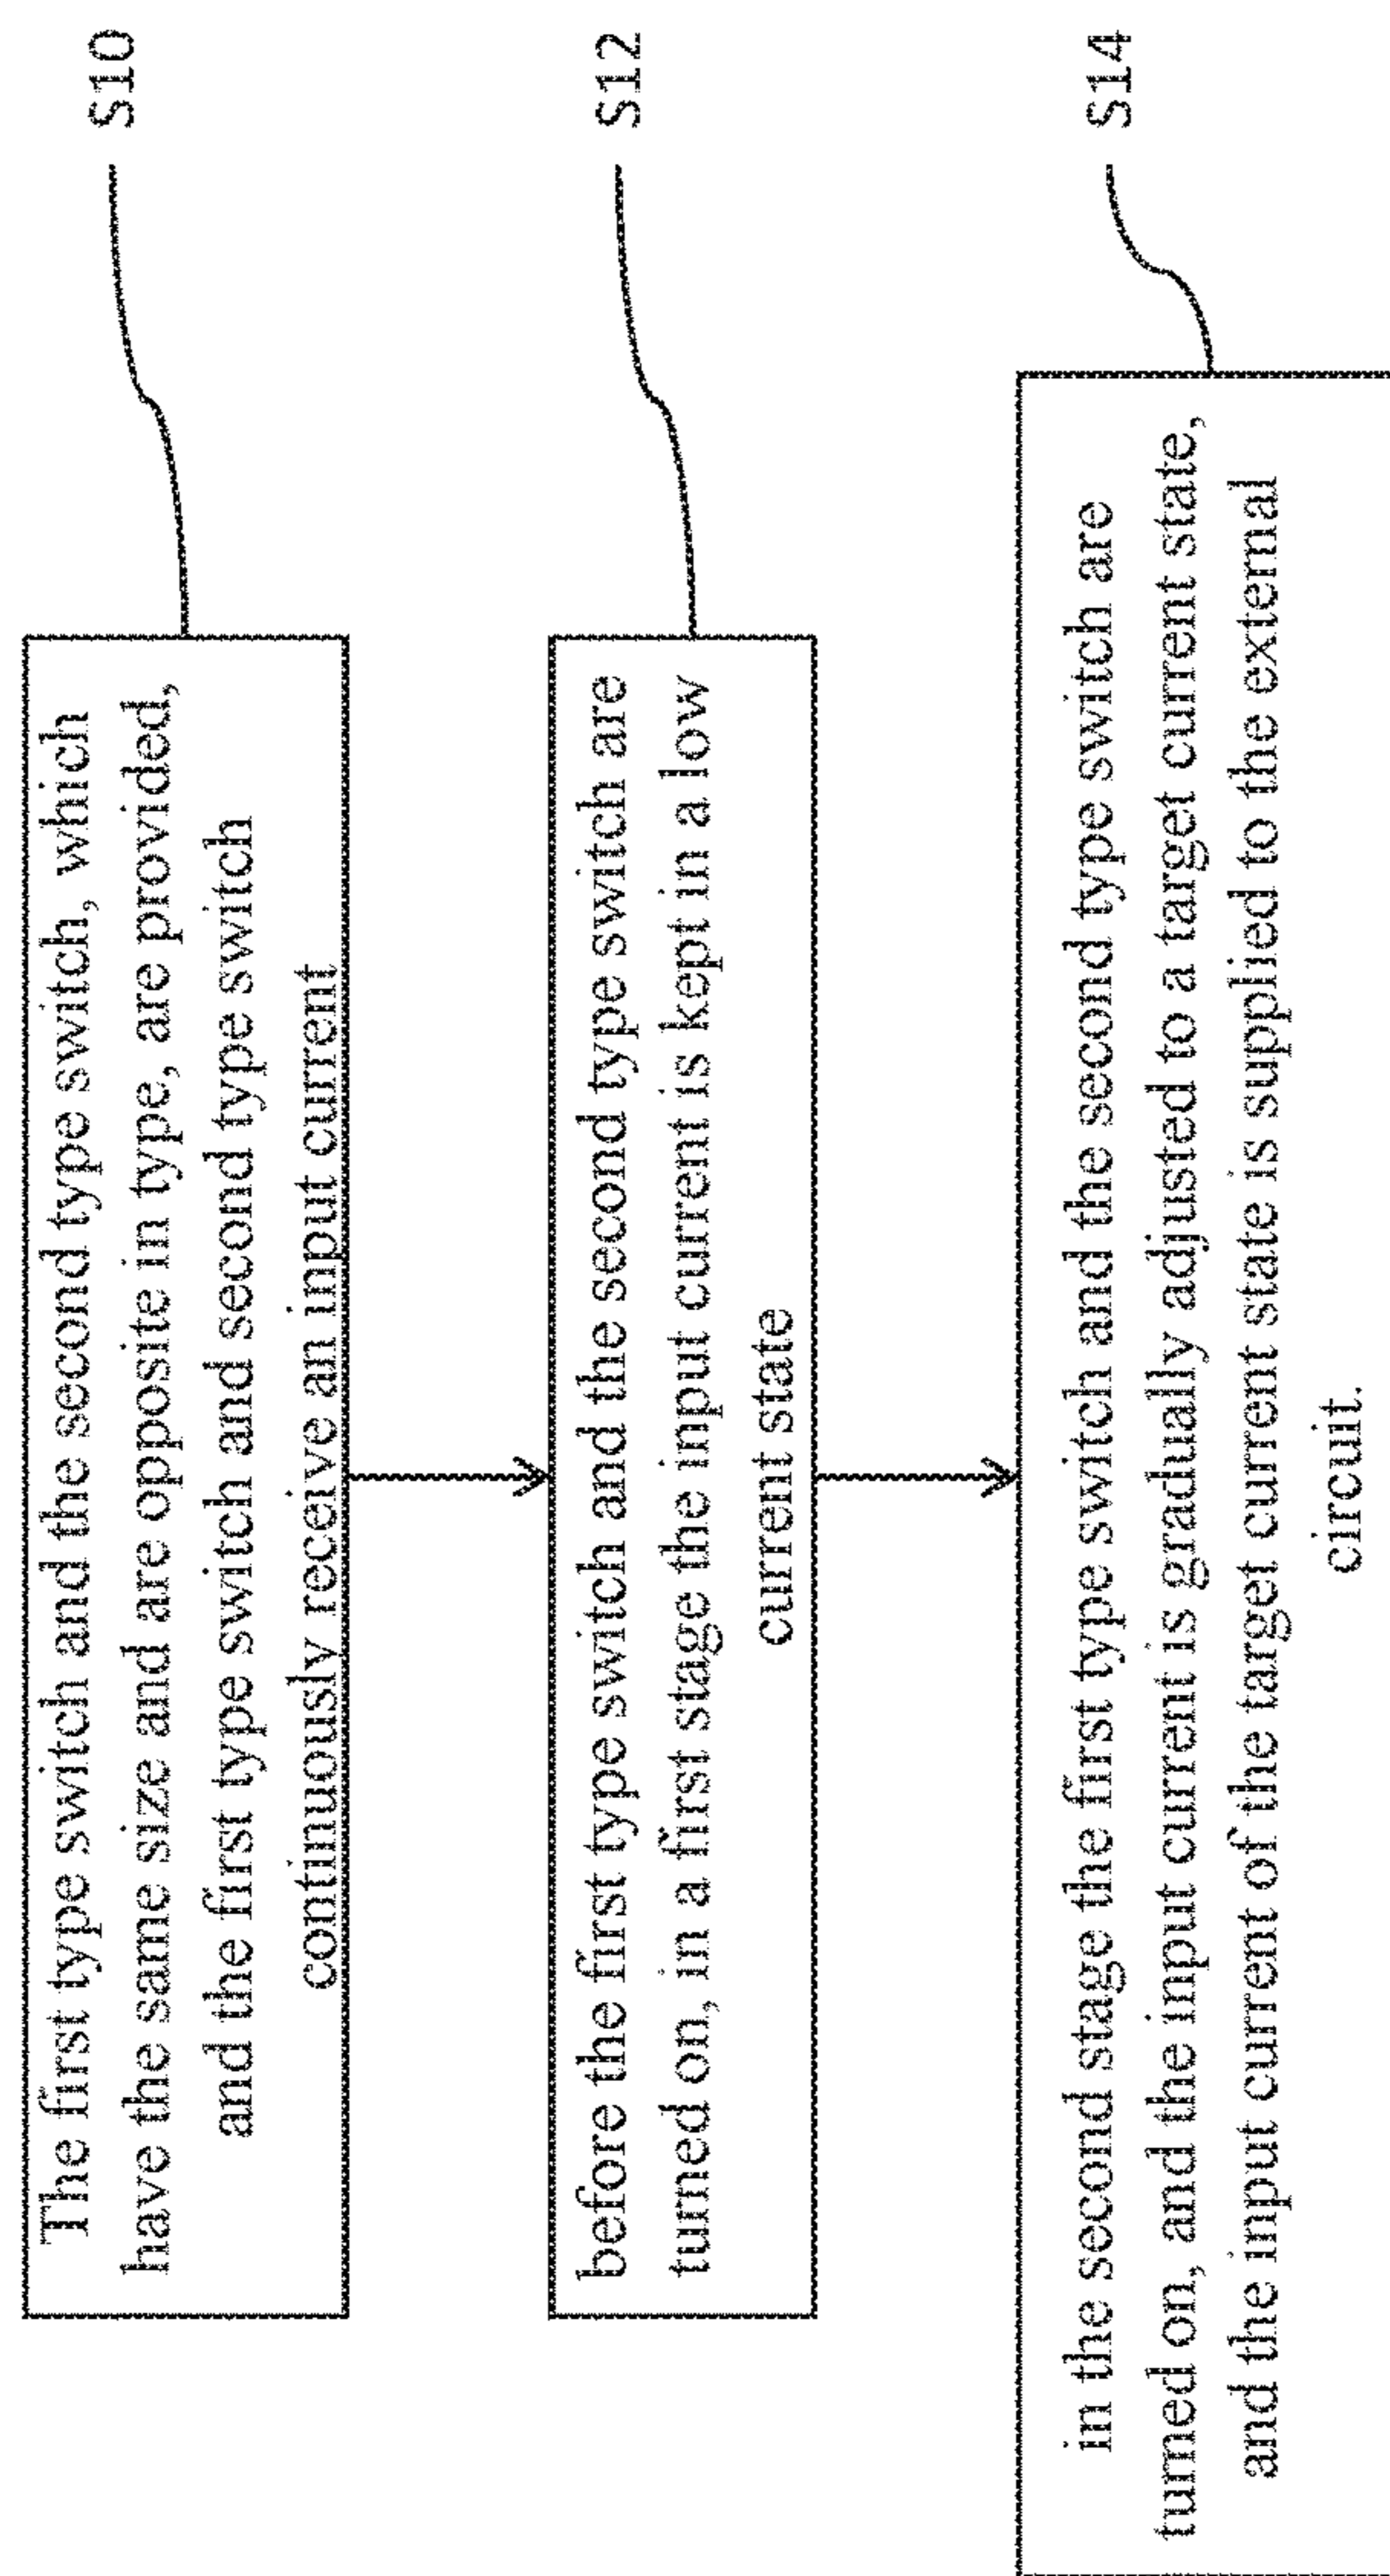 The first type switch and the second type switch, which
have the same size and are opposite in type, are provided,
and the first type switch and second type switch
continuously receive an input current
S10
before the first type switch and the second type switch are
turned on, in a first stage the input current is kept in a low
current state
S12
in the second stage the first type switch and the second type switch are
turned on, and the input current is gradually adjusted to a target current state,
and the input current of the target current state is supplied to the external
circuit.
S14